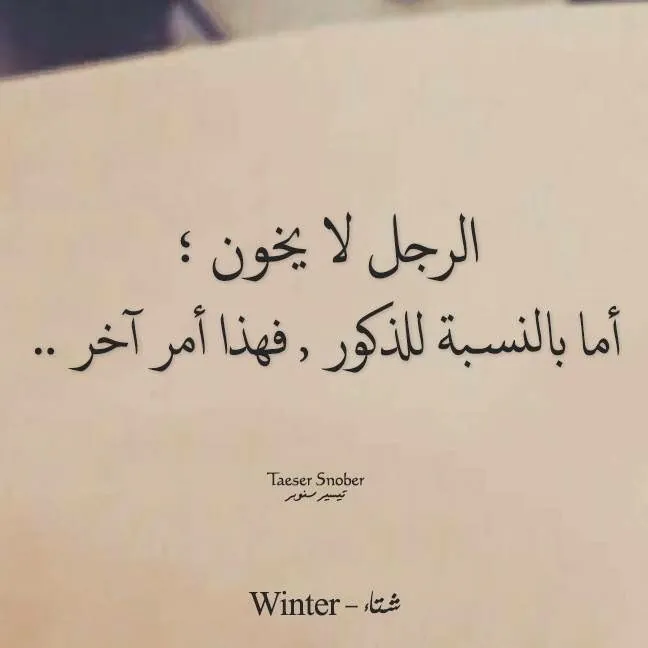 الرجل لا يخون ؛
أما بالنسبة للذكور , فهذا أمر آخر ..
Taeser Snober
تيسير سنوبر
Winter – شتاء